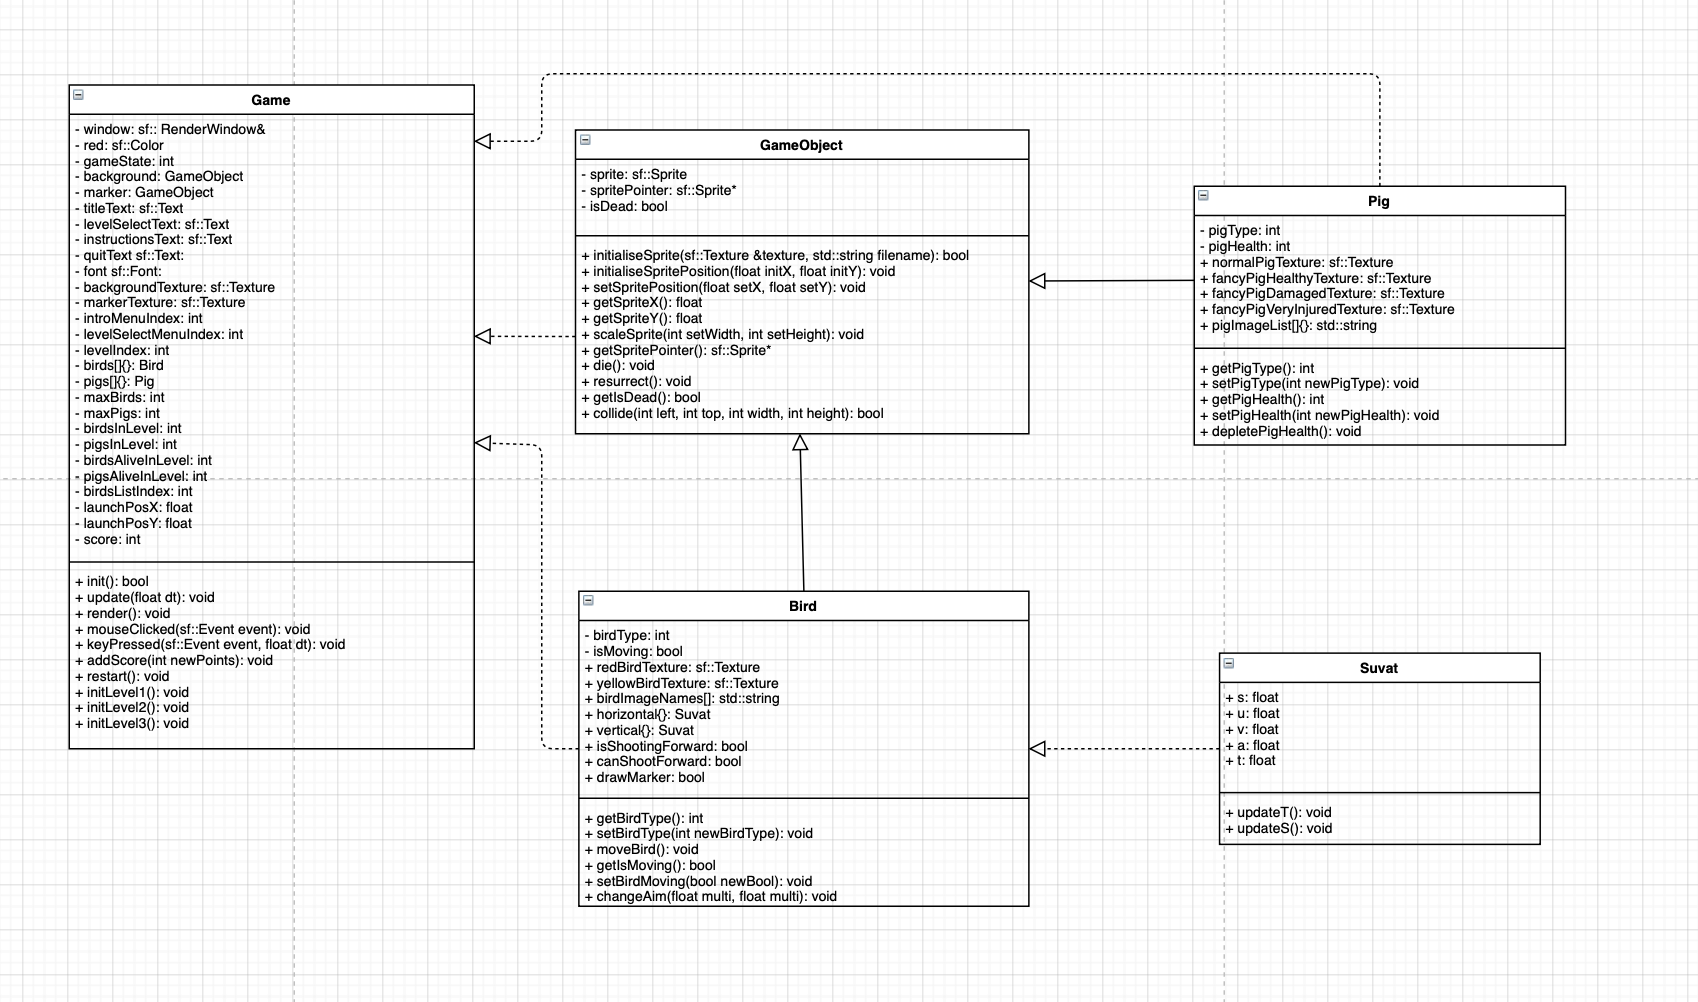 Game
- window: sf:: RenderWindow&
- red: sf::Color
- gameState: int
- background: GameObject
- marker: GameObject
- titleText: sf::Text
- levelSelectText: sf::Text
- instructionsText: sf::Text
- quitText sf::Text:
- font sf::Font:
- backgroundTexture: sf::Texture
- markerTexture: sf::Texture
- introMenuIndex: int
- levelSelectMenuIndex: int
- levelIndex: int
- birds[]{}: Bird
- pigs[]{}: Pig
- maxBirds: int
- maxPigs: int
- birdsInLevel: int
- pigsInLevel: int
- birdsAliveInLevel: int
- pigsAliveInLevel: int
- birdsListIndex: int
- launchPosX: float
- launchPosY: float
- score: int
+ init(): bool
+ update(float dt): void
+ render(): void
+ mouseClicked(sf::Event event): void
+ keyPressed(sf::Event event, float dt): void
+ addScore(int newPoints): void
+ restart(): void
+ initLevel1(): void
+ initLevel2(): void
+ initLevel3(): void
GameObject
- sprite: sf::Sprite
- spritePointer: sf::Sprite*
- isDead: bool
+ initialiseSprite(sf::Texture &texture, std::string filename): bool
+ initialiseSpritePosition(float initX, float initY): void
+ setSpritePosition(float setX, float setY): void
+ getSpriteX(): float
+ getSpriteY(): float
+ scaleSprite(int setWidth, int setHeight): void
+ getSpritePointer(): sf::Sprite*
+ die(): void
+ resurrect(): void
+ getIsDead(): bool
+ collide(int left, int top, int width, int height): bool
Pig
- pigType: int
- pigHealth: int
+ normalPigTexture: sf::Texture
+ fancyPigHealthyTexture: sf::Texture
+ fancyPigDamagedTexture: sf::Texture
+ fancyPigVeryInjuredTexture: sf::Texture
+ pigImageList[]{}: std::string
+ getPigType(): int
+ setPigType(int newPigType): void
+ getPigHealth(): int
+ setPigHealth(int newPigHealth): void
+ depletePigHealth(): void
Bird
- birdType: int
- isMoving: bool
+ redBirdTexture: sf::Texture
+ yellowBirdTexture: sf::Texture
+ birdImageNames[]: std::string
+ horizontal{}: Suvat
+ vertical{}: Suvat
+ isShootingForward: bool
+ canShootForward: bool
+ drawMarker: bool
+ getBirdType(): int
+ setBirdType(int newBirdType): void
+ moveBird(): void
+ getIsMoving(): bool
+ setBirdMoving(bool newBool): void
+ changeAim(float multi, float multi): void
Suvat
+ s: float
+ u: float
+ v: float
+ a: float
+ t: float
+ updateT(): void
+ updateS(): void